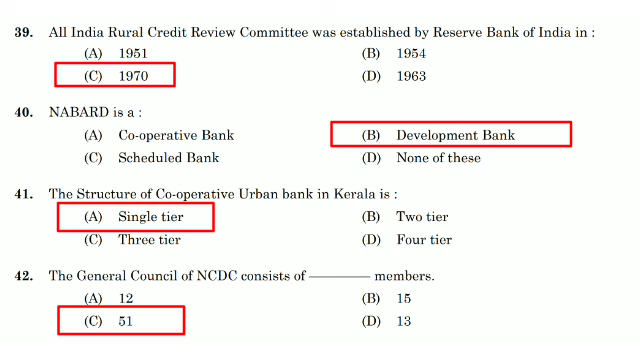 39. All India Rural Credit Review Committee was established by Reserve Bank of India in :
(A) 1951 (B) 1954
(C) 1970 (D) 1963
40. NABARD is a :
(A) Co-operative Bank (B) Development Bank
(C) Scheduled Bank (D) None of these
41. The Structure of Co-operative Urban bank in Kerala is :
(A) Single tier (B) Two tier
(C) Three tier (D) Four tier
42. The General Council of NCDC consists of ———— members.
(A) 12 (B) 15
(C) 51 (D) 13